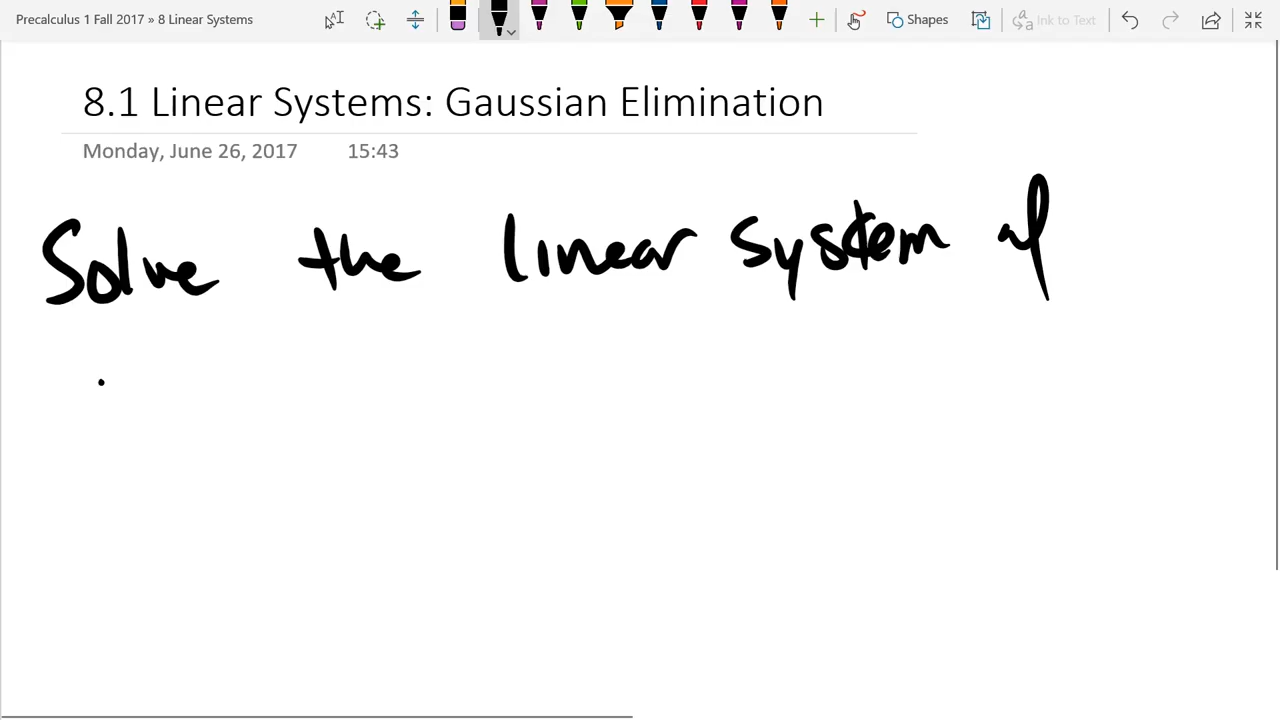 Precalculus 1 Fall 2017 » 8 Linear Systems
Shapes
Ink to Text
8.1 Linear Systems: Gaussian Elimination
Monday, June 26, 2017 15:43
Solve the linear system of